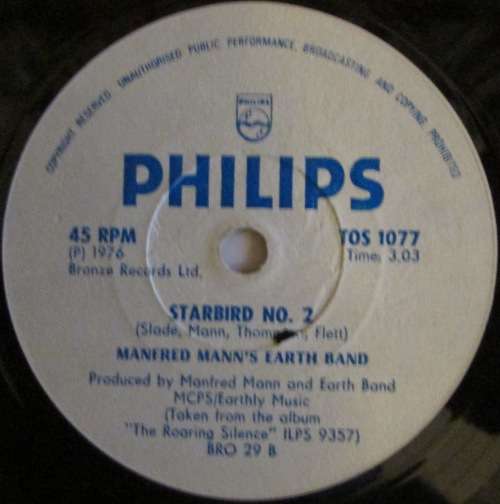 COPYRIGHT RESERVED. UNAUTHORISED PUBLIC PERFORMANCE, BROADCASTING AND COPYING PROHIBITED
PHILIPS
PHILIPS
45 RPM TOS 1077
(P) 1976 Time: 3.03
Bronze Records Ltd.
STARBIRD NO. 2
(Slade, Mann, Thompson, Flett)
MANFRED MANN'S EARTH BAND
Produced by Manfred Mann and Earth Band
MCPS/Earthly Music
(Taken from the album
"The Roaring Silence" ILPS 9357)
BRO 29 B